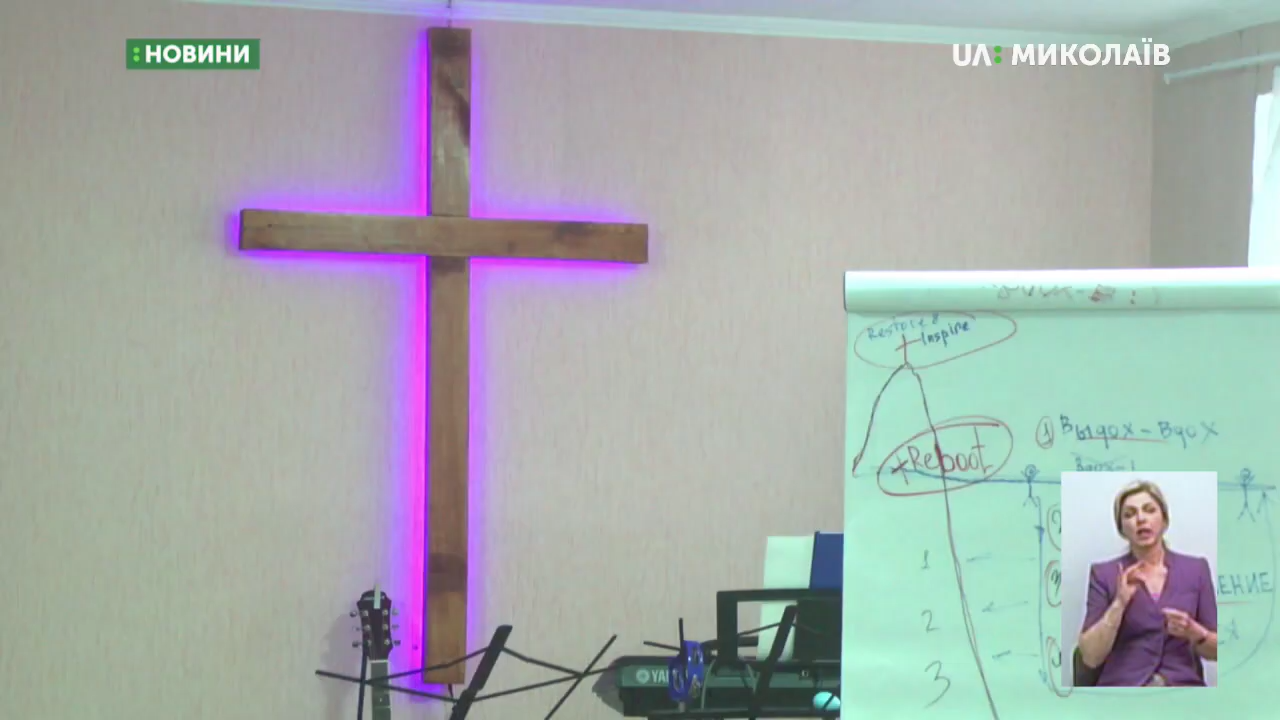 :НОВИНИ
UA: МИКОЛАЇВ
Restore &
Inspire
Reboot
1 Выдох - Вдох
1
2
3
ЕНИЕ
YA